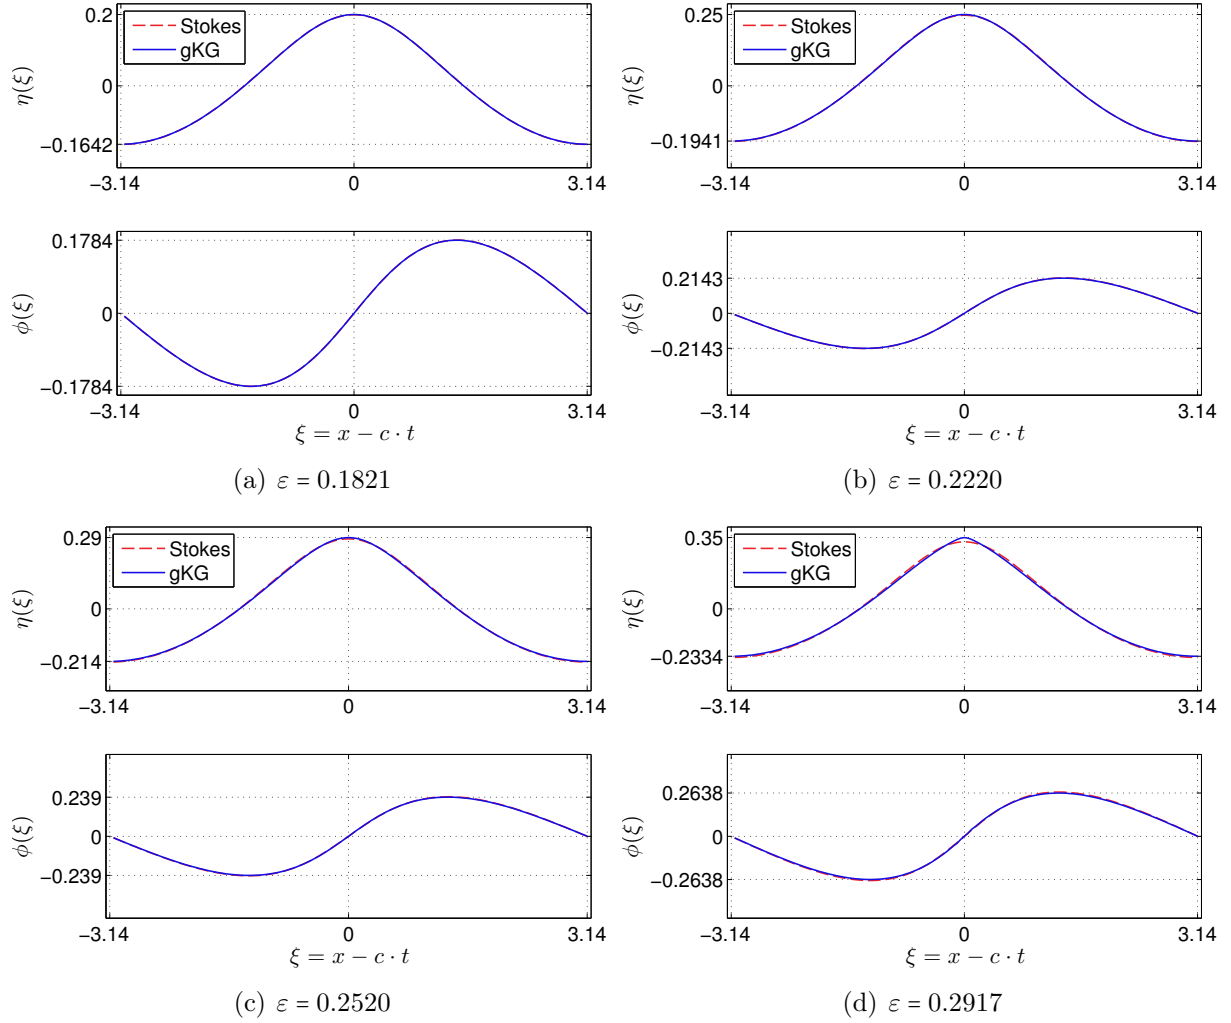 0.2
Stokes
gKG
η(ξ)
0
−0.1642
−3.14 0 3.14
0.1784
φ(ξ)
0
−0.1784
−3.14 0 3.14
ξ = x − c · t
(a) ε = 0.1821
0.25
Stokes
gKG
η(ξ)
0
−0.1941
−3.14 0 3.14
0.2143
ϕ(ξ)
0
−0.2143
−3.14 0 3.14
ξ = x − c · t
(b) ε = 0.2220
0.29
Stokes
gKG
η(ξ)
0
−0.214
−3.14 0 3.14
0.239
ϕ(ξ)
0
−0.239
−3.14 0 3.14
ξ = x − c · t
(c) ε = 0.2520
0.35
Stokes
gKG
η(ξ)
0
−0.2334
−3.14 0 3.14
0.2638
ϕ(ξ)
0
−0.2638
−3.14 0 3.14
ξ = x − c · t
(d) ε = 0.2917